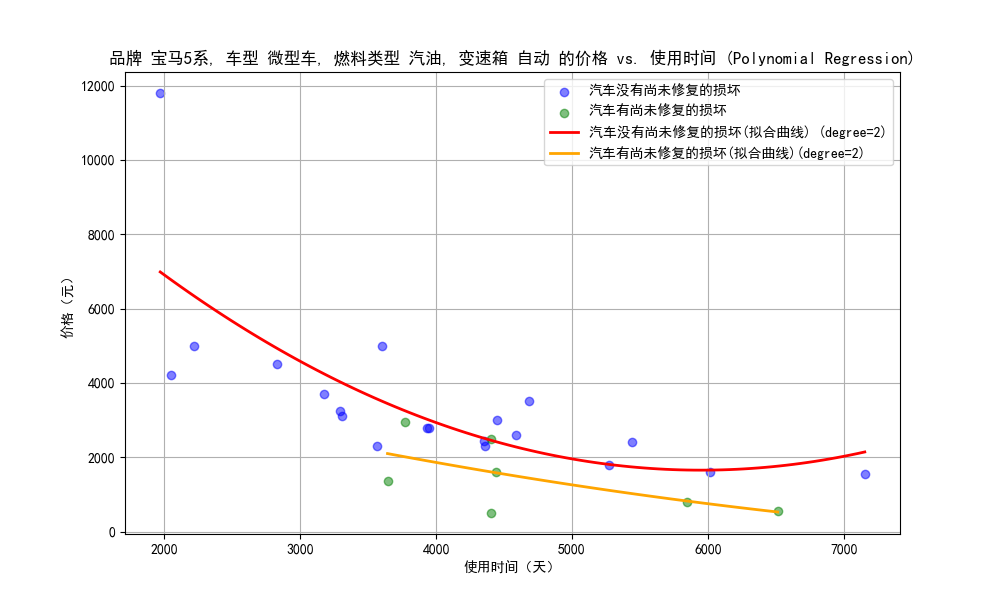 品牌 宝马5系, 车型 微型车, 燃料类型 汽油, 变速箱 自动 的价格 vs. 使用时间 (Polynomial Regression)
汽车没有尚未修复的损坏
汽车有尚未修复的损坏
汽车没有尚未修复的损坏(拟合曲线) (degree=2)
汽车有尚未修复的损坏(拟合曲线)(degree=2)
价格（元）
12000
10000
8000
6000
4000
2000
0
2000 3000 4000 5000 6000 7000
使用时间（天）